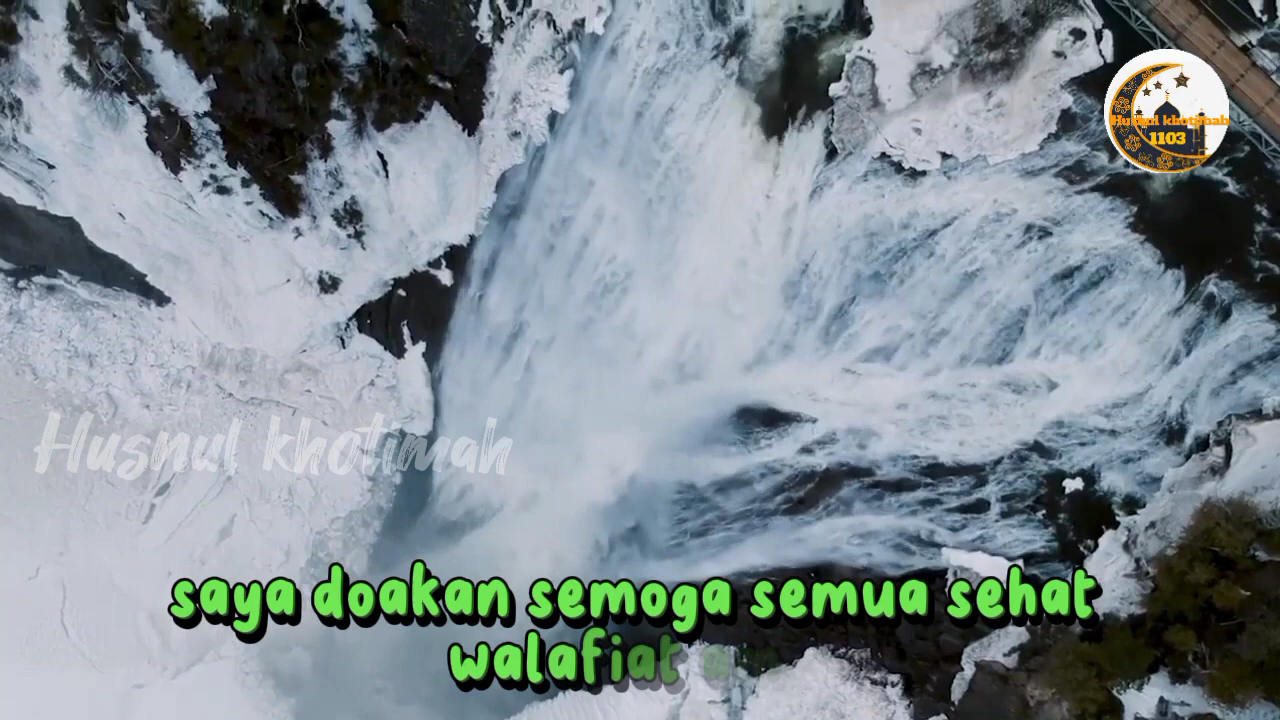 Husnul khotimah
1103
Husnul khotimah
saya doakan semoga semua sehat
walafiat a